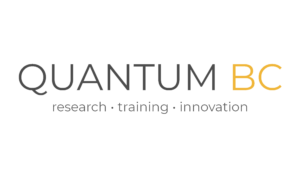 QUANTUM BC
research • training • innovation